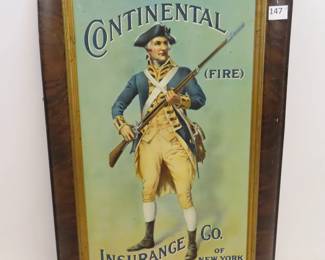 147
CONTINENTAL
(FIRE)
INSURANCE CO.
OF
NEW YORK